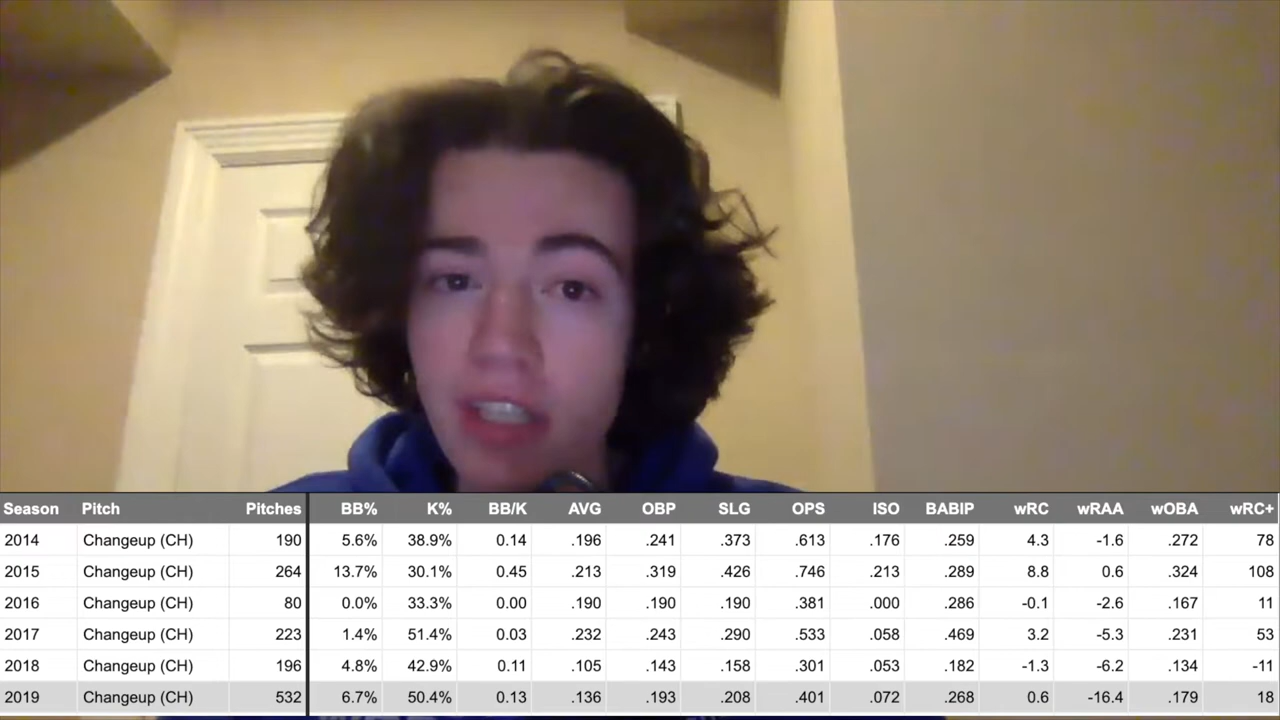 Season Pitch Pitches BB% K% BB/K AVG OBP SLG OPS ISO BABIP wRC wRAA wOBA wRC+
2014 Changeup (CH) 190 5.6% 38.9% 0.14 .196 .241 .373 .613 .176 .259 4.3 -1.6 .272 78
2015 Changeup (CH) 264 13.7% 30.1% 0.45 .213 .319 .426 .746 .213 .289 8.8 0.6 .324 108
2016 Changeup (CH) 80 0.0% 33.3% 0.00 .190 .190 .190 .381 .000 .286 -0.1 -2.6 .167 11
2017 Changeup (CH) 223 1.4% 51.4% 0.03 .232 .243 .290 .533 .058 .469 3.2 -5.3 .231 53
2018 Changeup (CH) 196 4.8% 42.9% 0.11 .105 .143 .158 .301 .053 .182 -1.3 -6.2 .134 -11
2019 Changeup (CH) 532 6.7% 50.4% 0.13 .136 .193 .208 .401 .072 .268 0.6 -16.4 .179 18